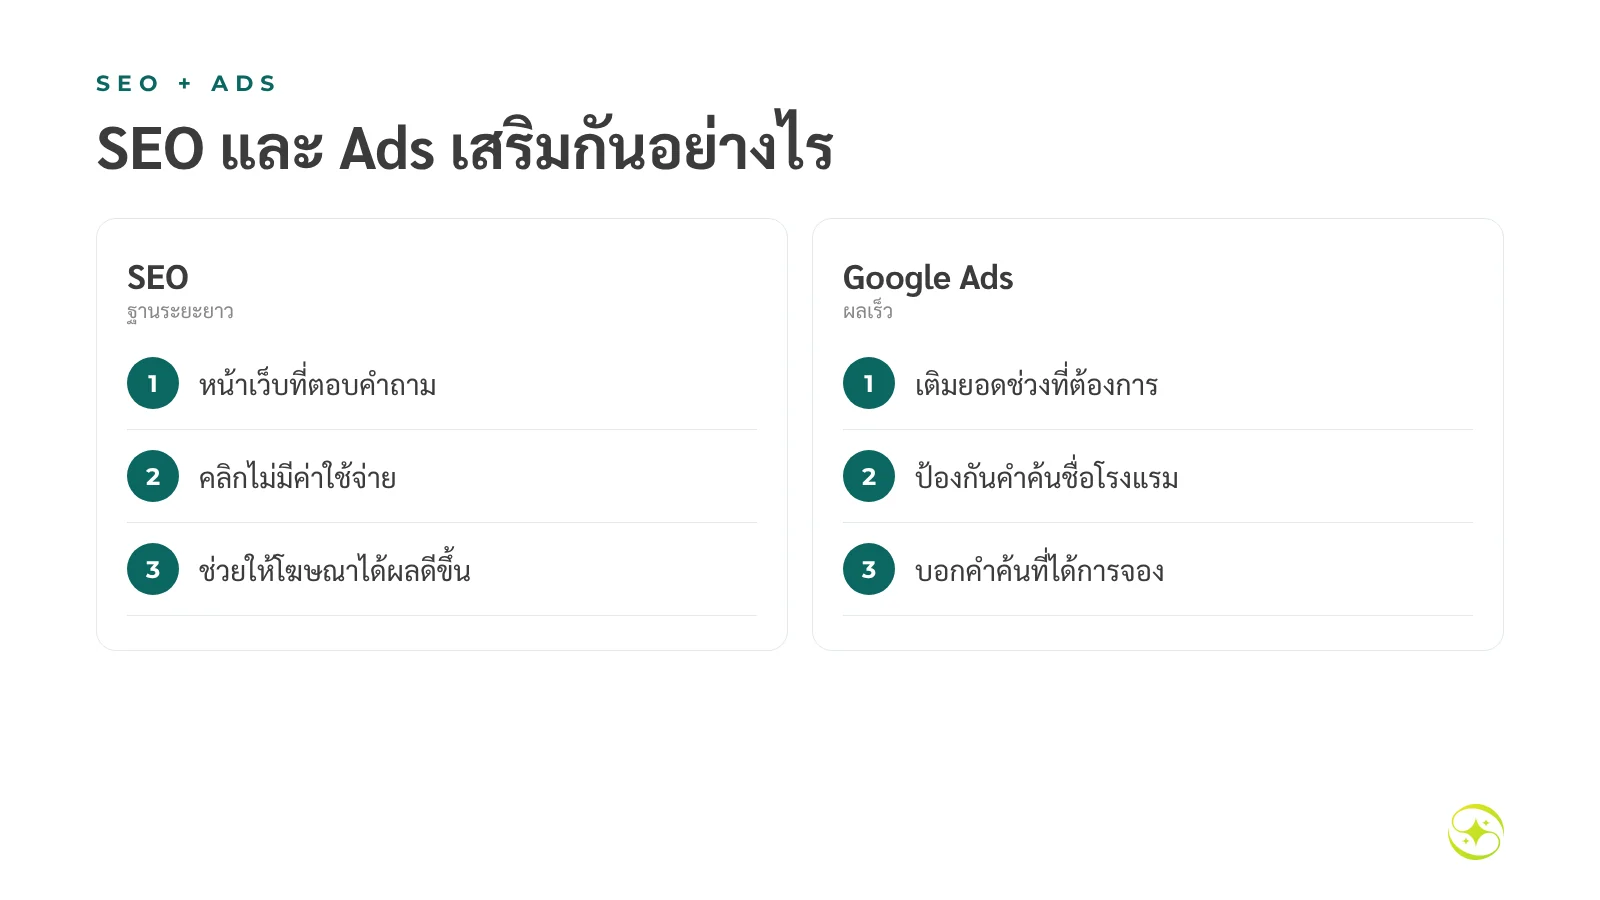 SEO + ADS
SEO และ Ads เสริมกันอย่างไร
SEO
ฐานระยะยาว
1 หน้าเว็บที่ตอบคำถาม
2 คลิกไม่มีค่าใช้จ่าย
3 ช่วยให้โฆษณาได้ผลดีขึ้น
Google Ads
ผลเร็ว
1 เติมยอดช่วงที่ต้องการ
2 ป้องกันคำค้นชื่อโรงแรม
3 บอกคำค้นที่ได้การจอง